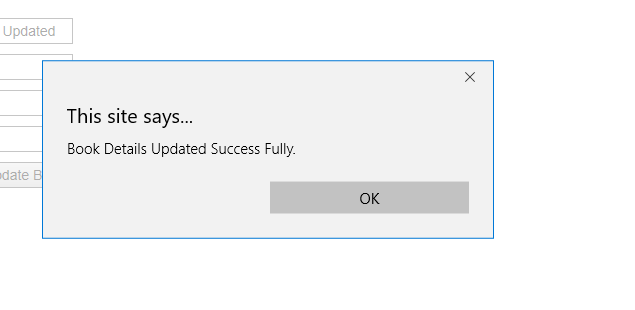 Updated
This site says...
Book Details Updated Success Fully.
OK